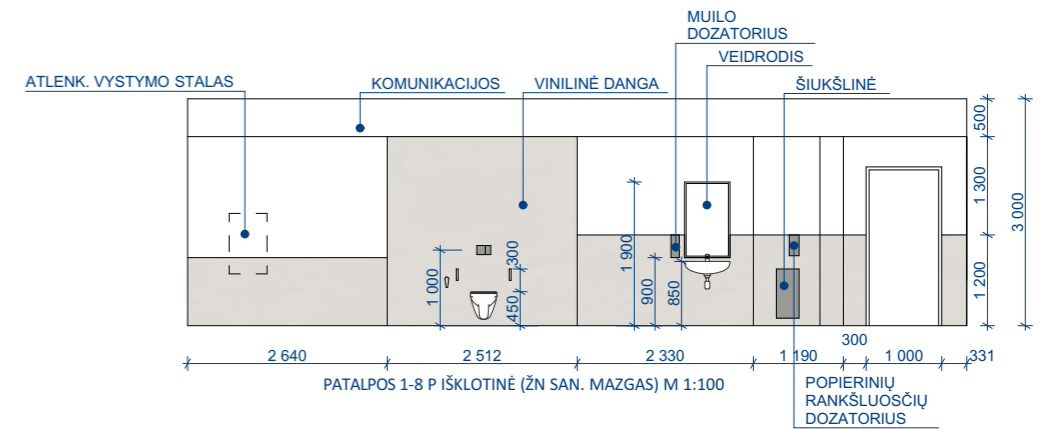 MUILO
DOZATORIUS
VEIDRODIS
ATLENK. VYSTYMO STALAS
KOMUNIKACIJOS
VINILINĖ DANGA
ŠIUKŠLINĖ
500
1 300
3 000
1 200
1 900
900
850
1 000
300
450
300
2 640
2 512
2 330
1 190
1 000
331
PATALPOS 1-8 P IŠKLOTINĖ (ŽN SAN. MAZGAS) M 1:100
POPIERINIŲ
RANKŠLUOSČIŲ
DOZATORIUS